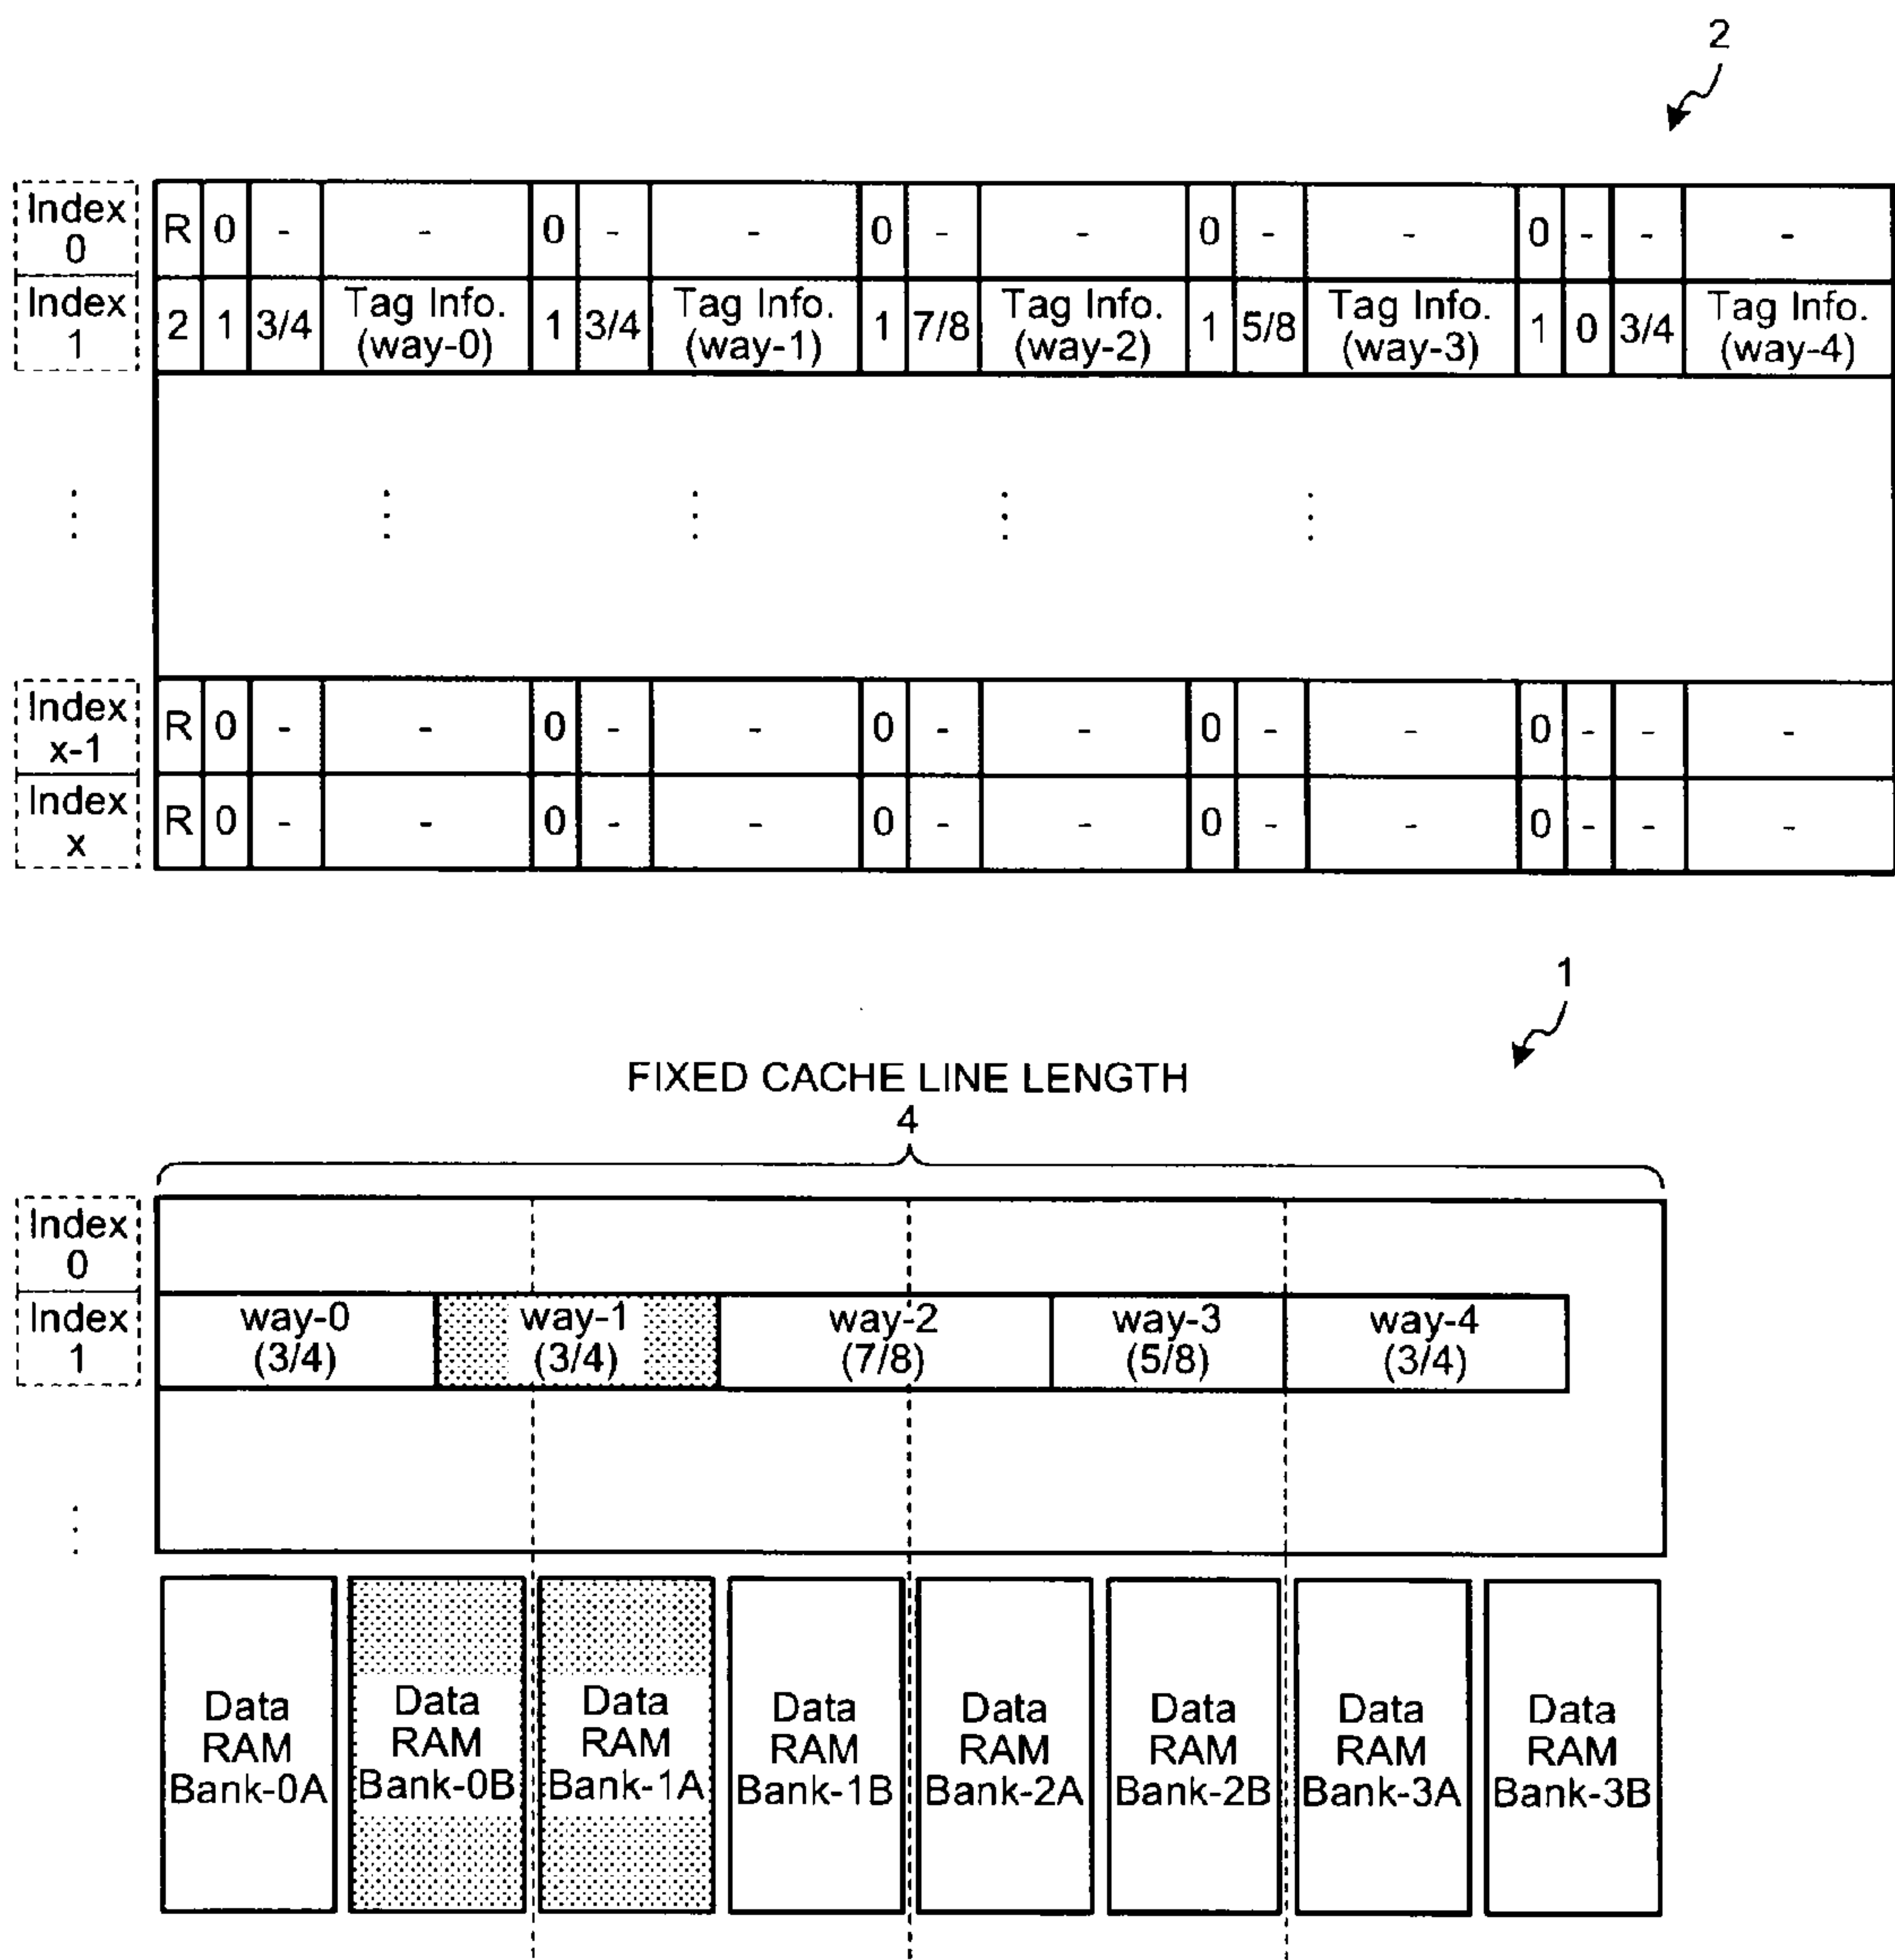 2
Index 0 R 0 - - 0 - - 0 - - 0 - - 0 - - -
Index 1 2 1 3/4 Tag Info. (way-0) 1 3/4 Tag Info. (way-1) 1 7/8 Tag Info. (way-2) 1 5/8 Tag Info. (way-3) 1 0 3/4 Tag Info. (way-4)
Index x-1 R 0 - - 0 - - 0 - - 0 - - 0 - - -
Index x R 0 - - 0 - - 0 - - 0 - - 0 - - -
1
FIXED CACHE LINE LENGTH
4
Index 0
Index 1 way-0 (3/4) way-1 (3/4) way-2 (7/8) way-3 (5/8) way-4 (3/4)
Data RAM Bank-0A
Data RAM Bank-0B
Data RAM Bank-1A
Data RAM Bank-1B
Data RAM Bank-2A
Data RAM Bank-2B
Data RAM Bank-3A
Data RAM Bank-3B